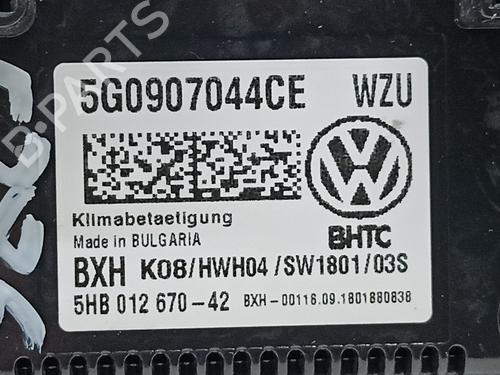 5G0907044CE WZU
Klimabetaetigung
Made in BULGARIA
BHTC
BXH K08/HWH04/SW1801/03S
5HB 012 670-42 BXH-00116.09.1801880838
B-PARTS